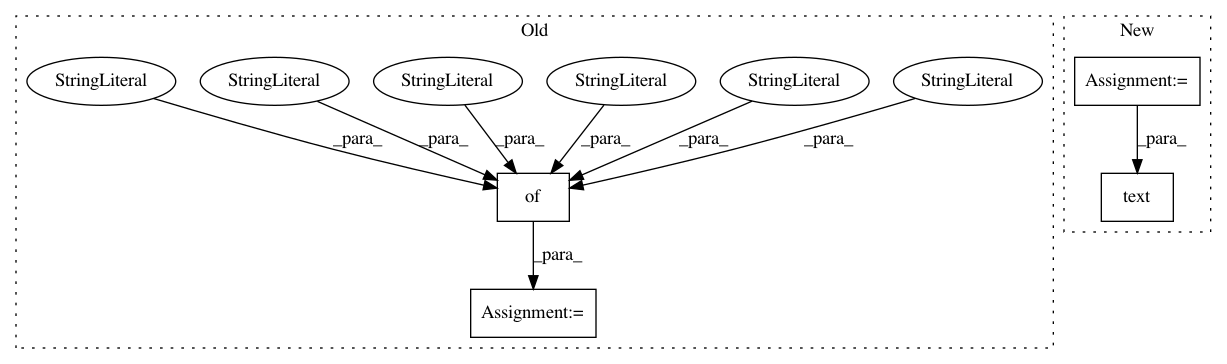 Old
New
StringLiteral
StringLiteral
StringLiteral
StringLiteral
StringLiteral
StringLiteral
Assignment:=
_para_
_para_
_para_
_para_
_para_
_para_
_para_
of
text
_para_
Assignment:=